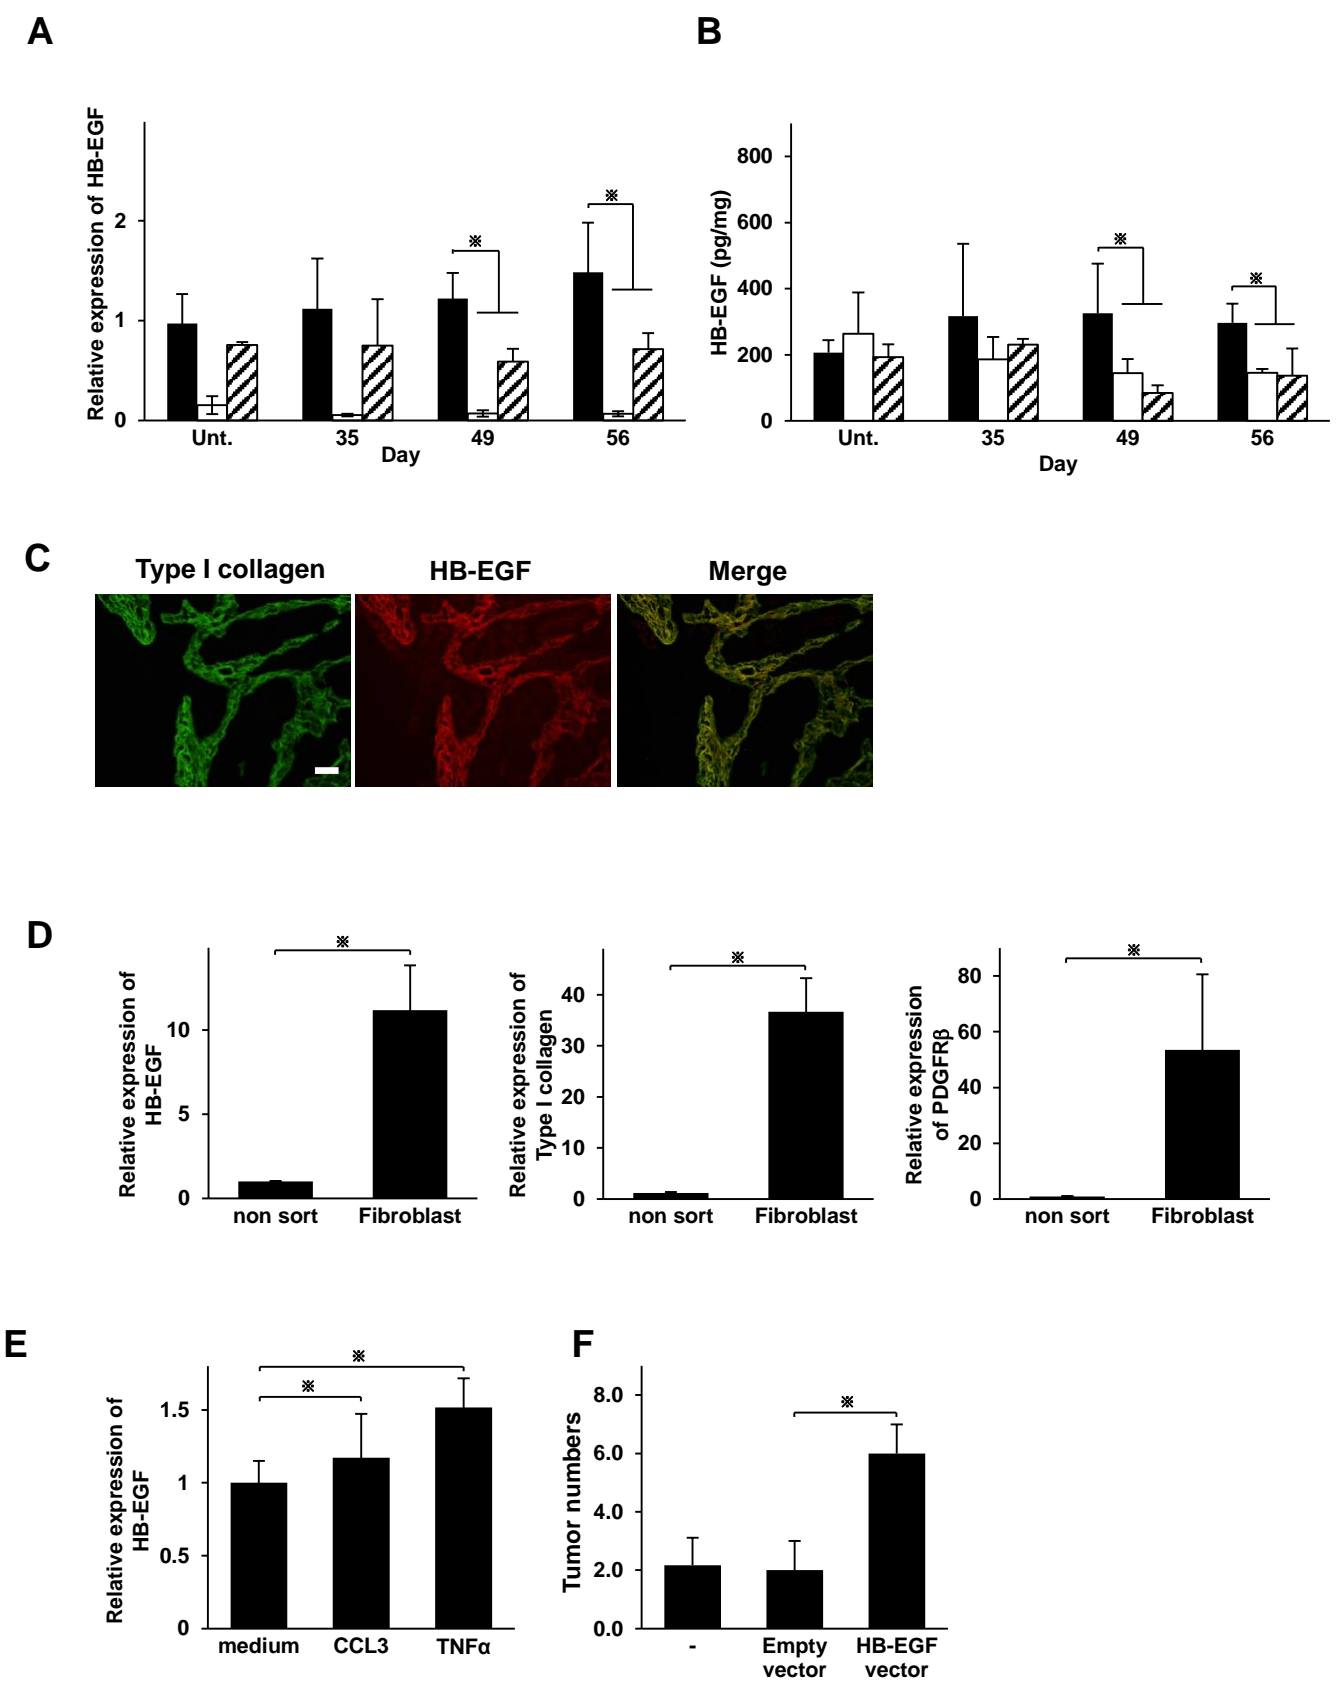 A
Relative expression of HB-EGF
2
1
0
※
※
Unt.
35
49
56
Day
B
HB-EGF (pg/mg)
800
600
400
200
0
※
※
Unt.
35
49
56
Day
C
Type I collagen
HB-EGF
Merge
D
Relative expression of
HB-EGF
10
5
0
※
non sort
Fibroblast
Relative expression of
Type I collagen
40
30
20
10
0
※
non sort
Fibroblast
Relative expression
of PDGFRβ
80
60
40
20
0
※
non sort
Fibroblast
E
Relative expression of
HB-EGF
1.5
1
0.5
0
※
※
medium
CCL3
TNFα
F
Tumor numbers
8.0
6.0
4.0
2.0
0.0
※
-
Empty
vector
HB-EGF
vector